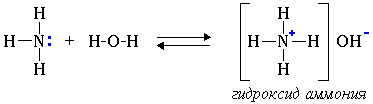 H H
H-N: + H-O-H ⇌ [H-N⁺-H] OH⁻
H H
гидроксид аммония